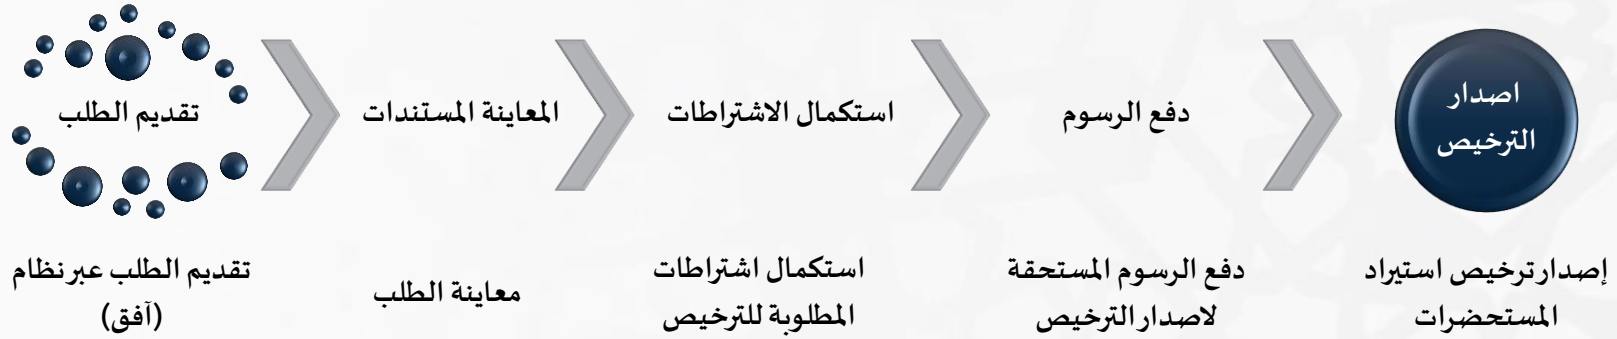 تقديم الطلب
المعاينة المستندات
استكمال الاشتراطات
دفع الرسوم
اصدار
الترخيص
تقديم الطلب عبر نظام
(آفق)
معاينة الطلب
استكمال اشتراطات
المطلوبة للترخيص
دفع الرسوم المستحقة
لاصدار الترخيص
إصدار ترخيص استيراد
المستحضرات